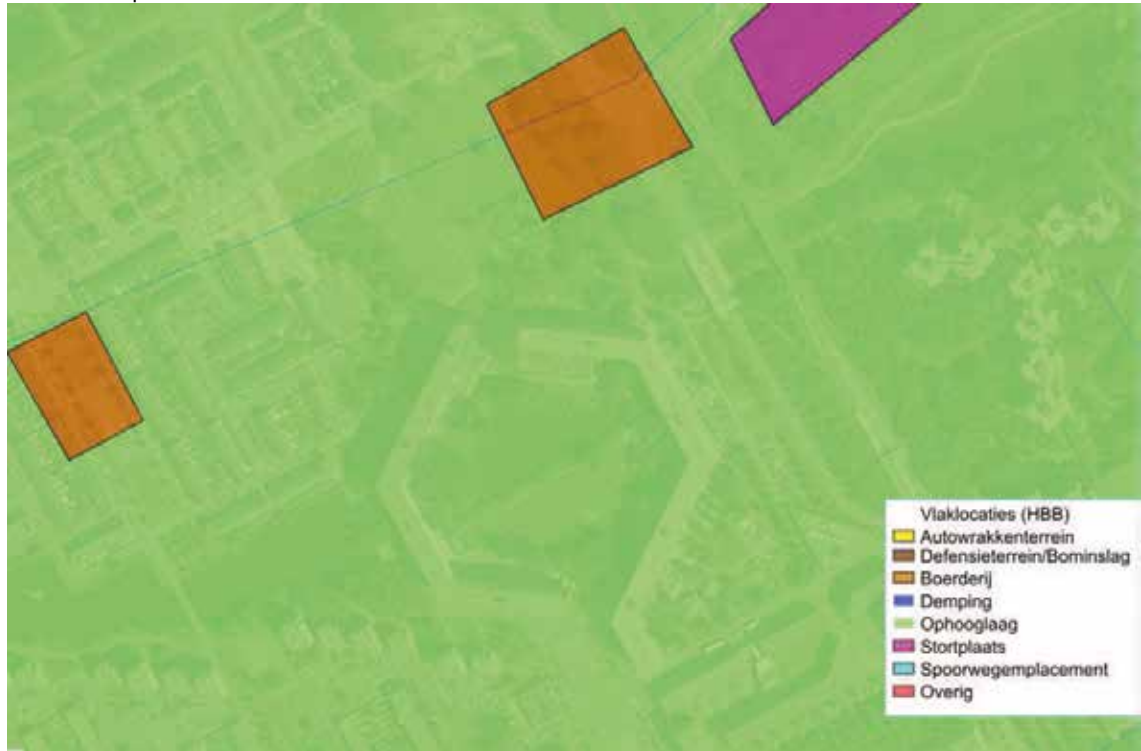 Vlaklocaties (HBB)
Autowrakkenterrein
Defensieterrein/Bominslag
Boerderij
Demping
Ophooglaag
Stortplaats
Spoorwegemplacement
Overig